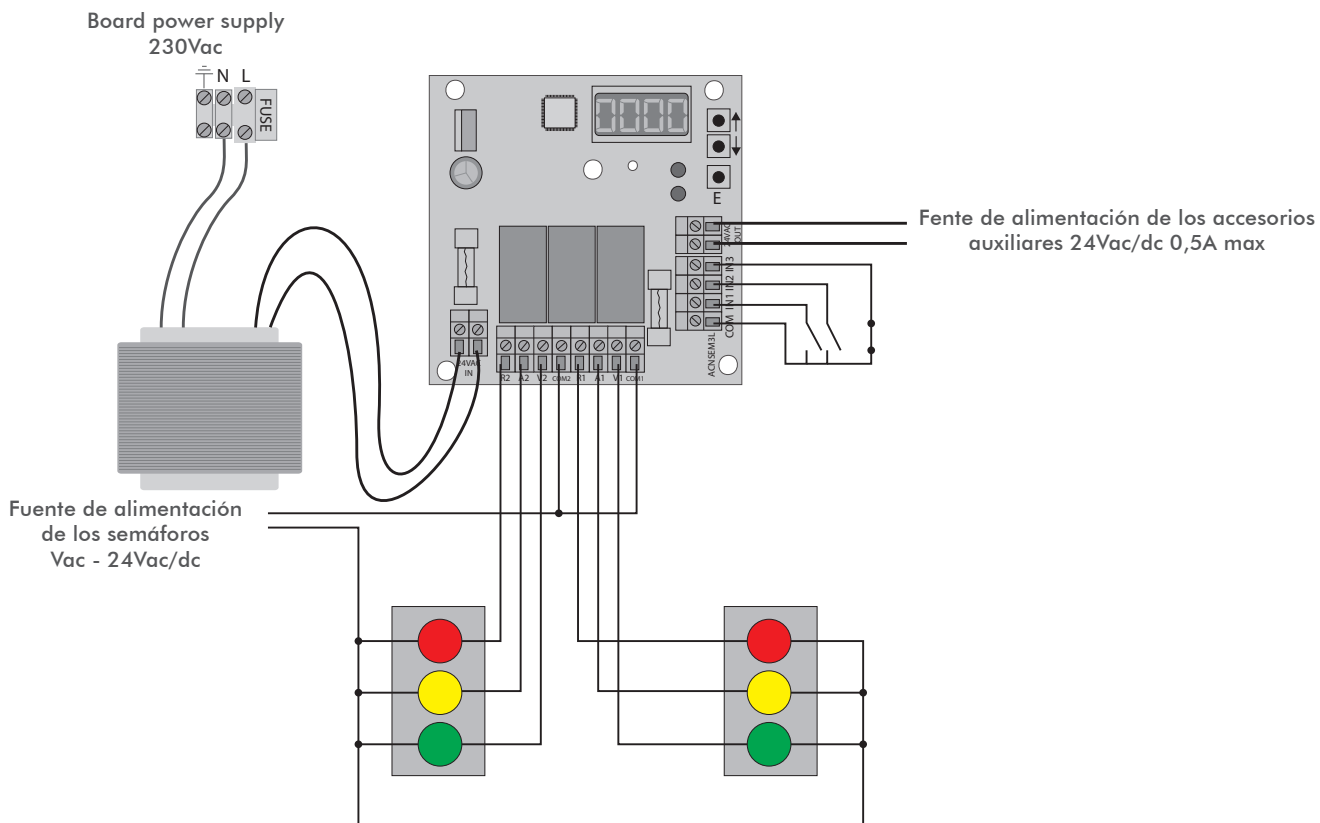 Board power supply
230Vac
N L
FUSE
E
Fente de alimentación de los accesorios
auxiliares 24Vac/dc 0,5A max
24VAC
OUT
COM IN1 IN2 IN3
ACNSEM3L
24VAC
IN
R2 A2 V2 COM2 R1 A1 V1 COM1
Fuente de alimentación
de los semáforos
Vac - 24Vac/dc